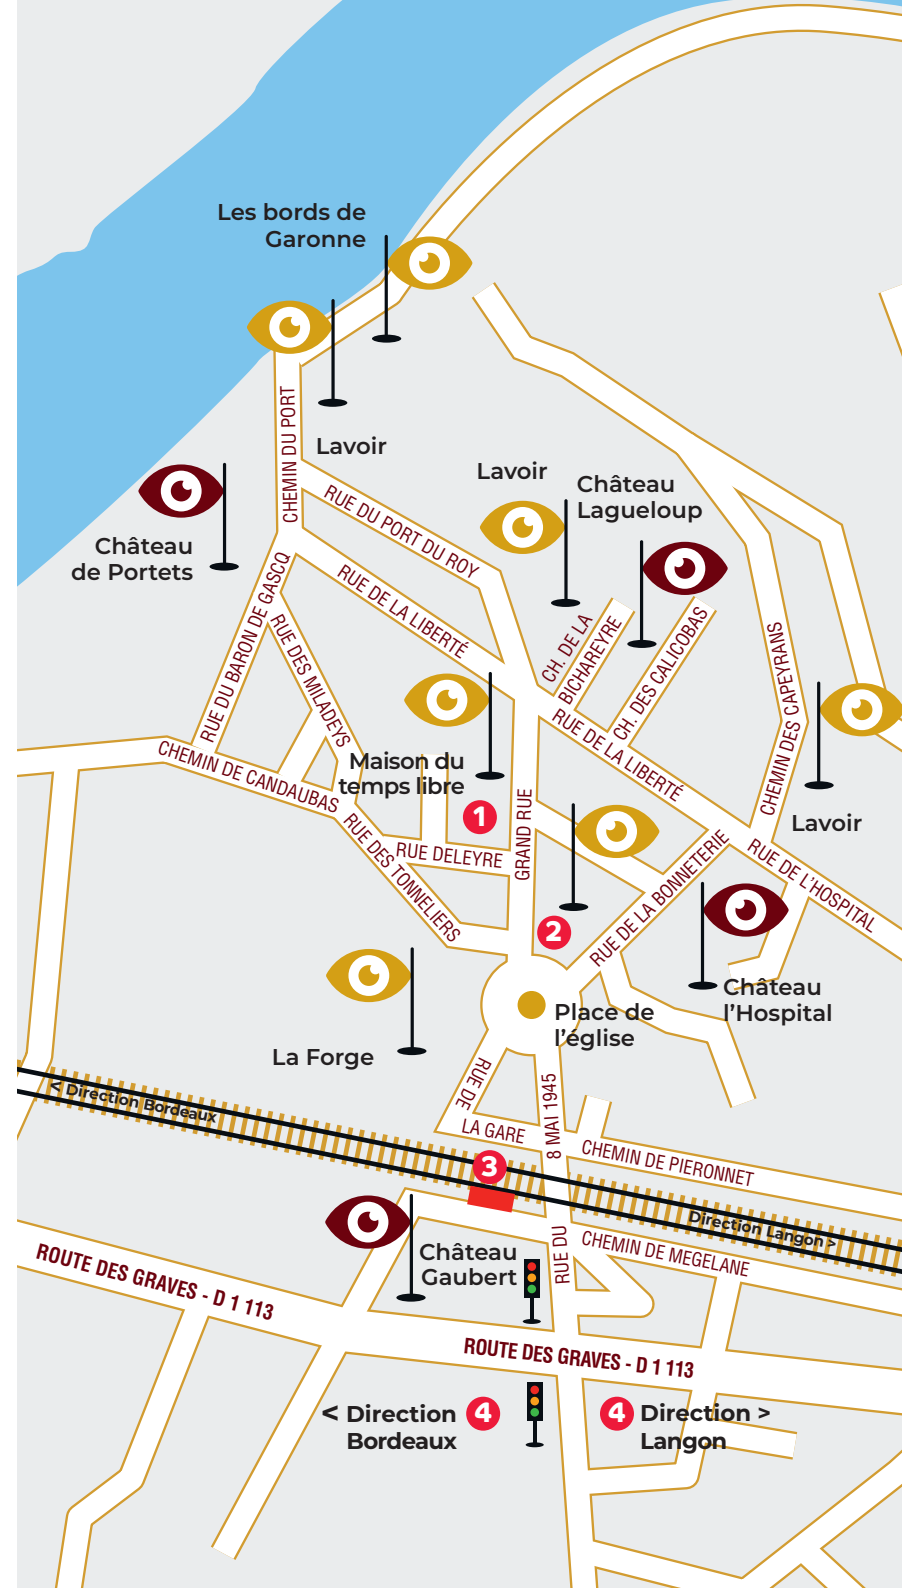 Les bords de
Garonne
CHEMIN DU PORT
Lavoir
RUE DU PORT DU ROY
Lavoir
Château
Lagueloup
Château
de Portets
RUE DE LA LIBERTÉ
RUE DU BARON DE GASCQ
RUE DES MILADEYS
CH. DE LA
BICHAREYRE
CH. DES CALICOBAS
CHEMIN DES CAPEYRANS
RUE DE LA LIBERTÉ
CHEMIN DE CANDAUBAS
Maison du
temps libre
1
GRAND RUE
Lavoir
RUE DES TONNELIERS
RUE DELEYRE
RUE DE LA BONNETERIE
RUE DE L'HOSPITAL
2
Château
l'Hospital
Place de
l'église
La Forge
RUE DE
LA GARE
8 MAI 1945
CHEMIN DE PIERONNET
< Direction Bordeaux
3
Direction Langon >
RUE DU
CHEMIN DE MEGELANE
Château
Gaubert
ROUTE DES GRAVES - D 1 113
ROUTE DES GRAVES - D 1 113
< Direction
Bordeaux
4
4
Direction >
Langon